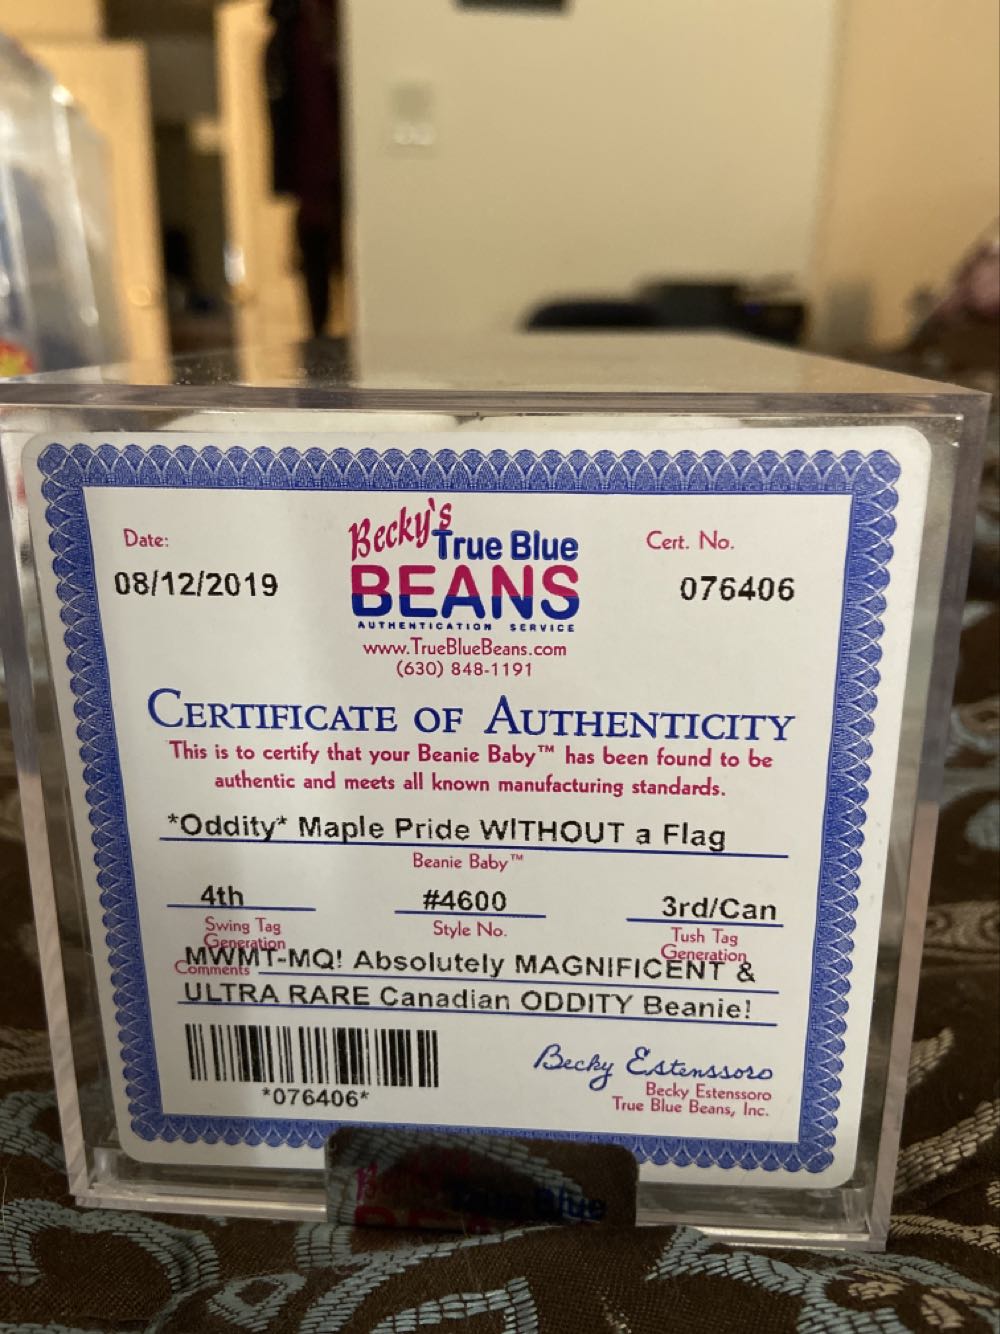 Date:
08/12/2019
Becky's
True Blue
BEANS
AUTHENTICATION SERVICE
www.TrueBlueBeans.com
(630) 848-1191
Cert. No.
076406
CERTIFICATE OF AUTHENTICITY
This is to certify that your Beanie Baby™ has been found to be
authentic and meets all known manufacturing standards.
*Oddity* Maple Pride WITHOUT a Flag
Beanie Baby™
4th
Swing Tag
Generation
#4600
Style No.
3rd/Can
Tush Tag
Generation
Comments MWMT-MQ! Absolutely MAGNIFICENT &
ULTRA RARE Canadian ODDITY Beanie!
*076406*
Becky Estenssoro
Becky Estenssoro
True Blue Beans, Inc.
True Blue